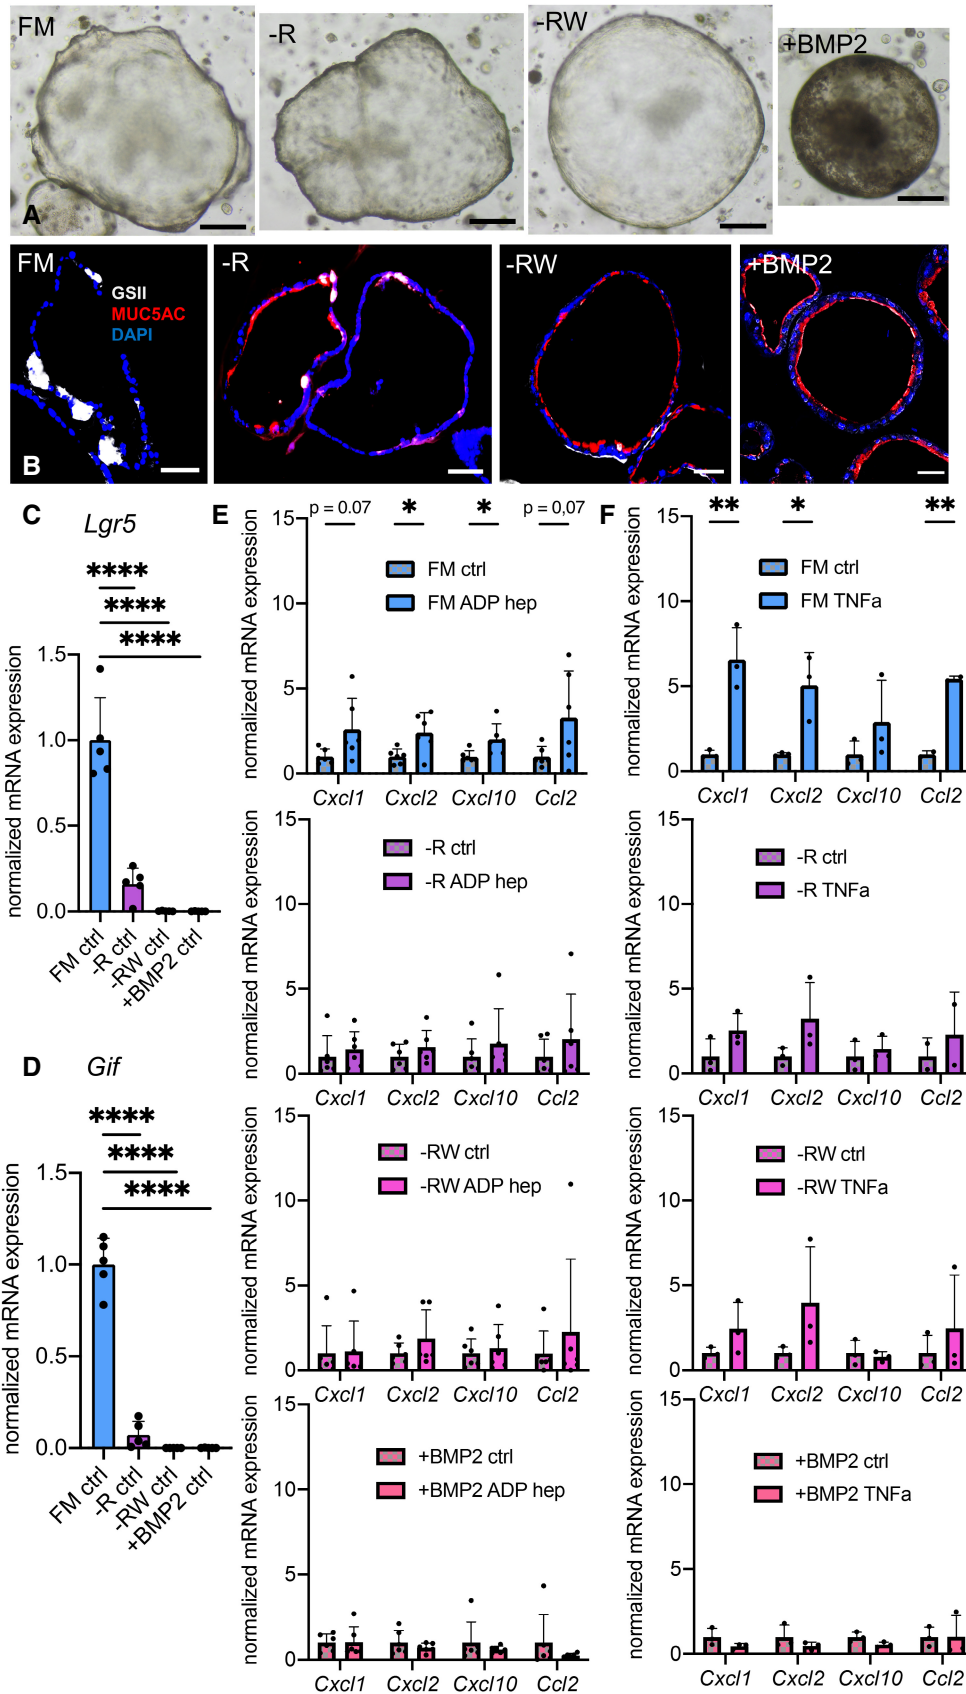 FM
-R
-RW
+BMP2
A
FM
GSII
MUC5AC
DAPI
-R
-RW
+BMP2
B
C
Lgr5
****
****
****
normalized mRNA expression
1.5
1.0
0.5
0.0
FM ctrl
-R ctrl
-RW ctrl
+BMP2 ctrl
D
Gif
****
****
****
normalized mRNA expression
1.5
1.0
0.5
0.0
FM ctrl
-R ctrl
-RW ctrl
+BMP2 ctrl
E
p = 0.07
*
*
p = 0,07
normalized mRNA expression
15
10
5
0
FM ctrl
FM ADP hep
Cxcl1
Cxcl2
Cxcl10
Ccl2
normalized mRNA expression
15
10
5
0
-R ctrl
-R ADP hep
Cxcl1
Cxcl2
Cxcl10
Ccl2
normalized mRNA expression
15
10
5
0
-RW ctrl
-RW ADP hep
Cxcl1
Cxcl2
Cxcl10
Ccl2
normalized mRNA expression
15
10
5
0
+BMP2 ctrl
+BMP2 ADP hep
Cxcl1
Cxcl2
Cxcl10
Ccl2
F
**
*
**
normalized mRNA expression
15
10
5
0
FM ctrl
FM TNFa
Cxcl1
Cxcl2
Cxcl10
Ccl2
normalized mRNA expression
15
10
5
0
-R ctrl
-R TNFa
Cxcl1
Cxcl2
Cxcl10
Ccl2
normalized mRNA expression
15
10
5
0
-RW ctrl
-RW TNFa
Cxcl1
Cxcl2
Cxcl10
Ccl2
normalized mRNA expression
15
10
5
0
+BMP2 ctrl
+BMP2 TNFa
Cxcl1
Cxcl2
Cxcl10
Ccl2